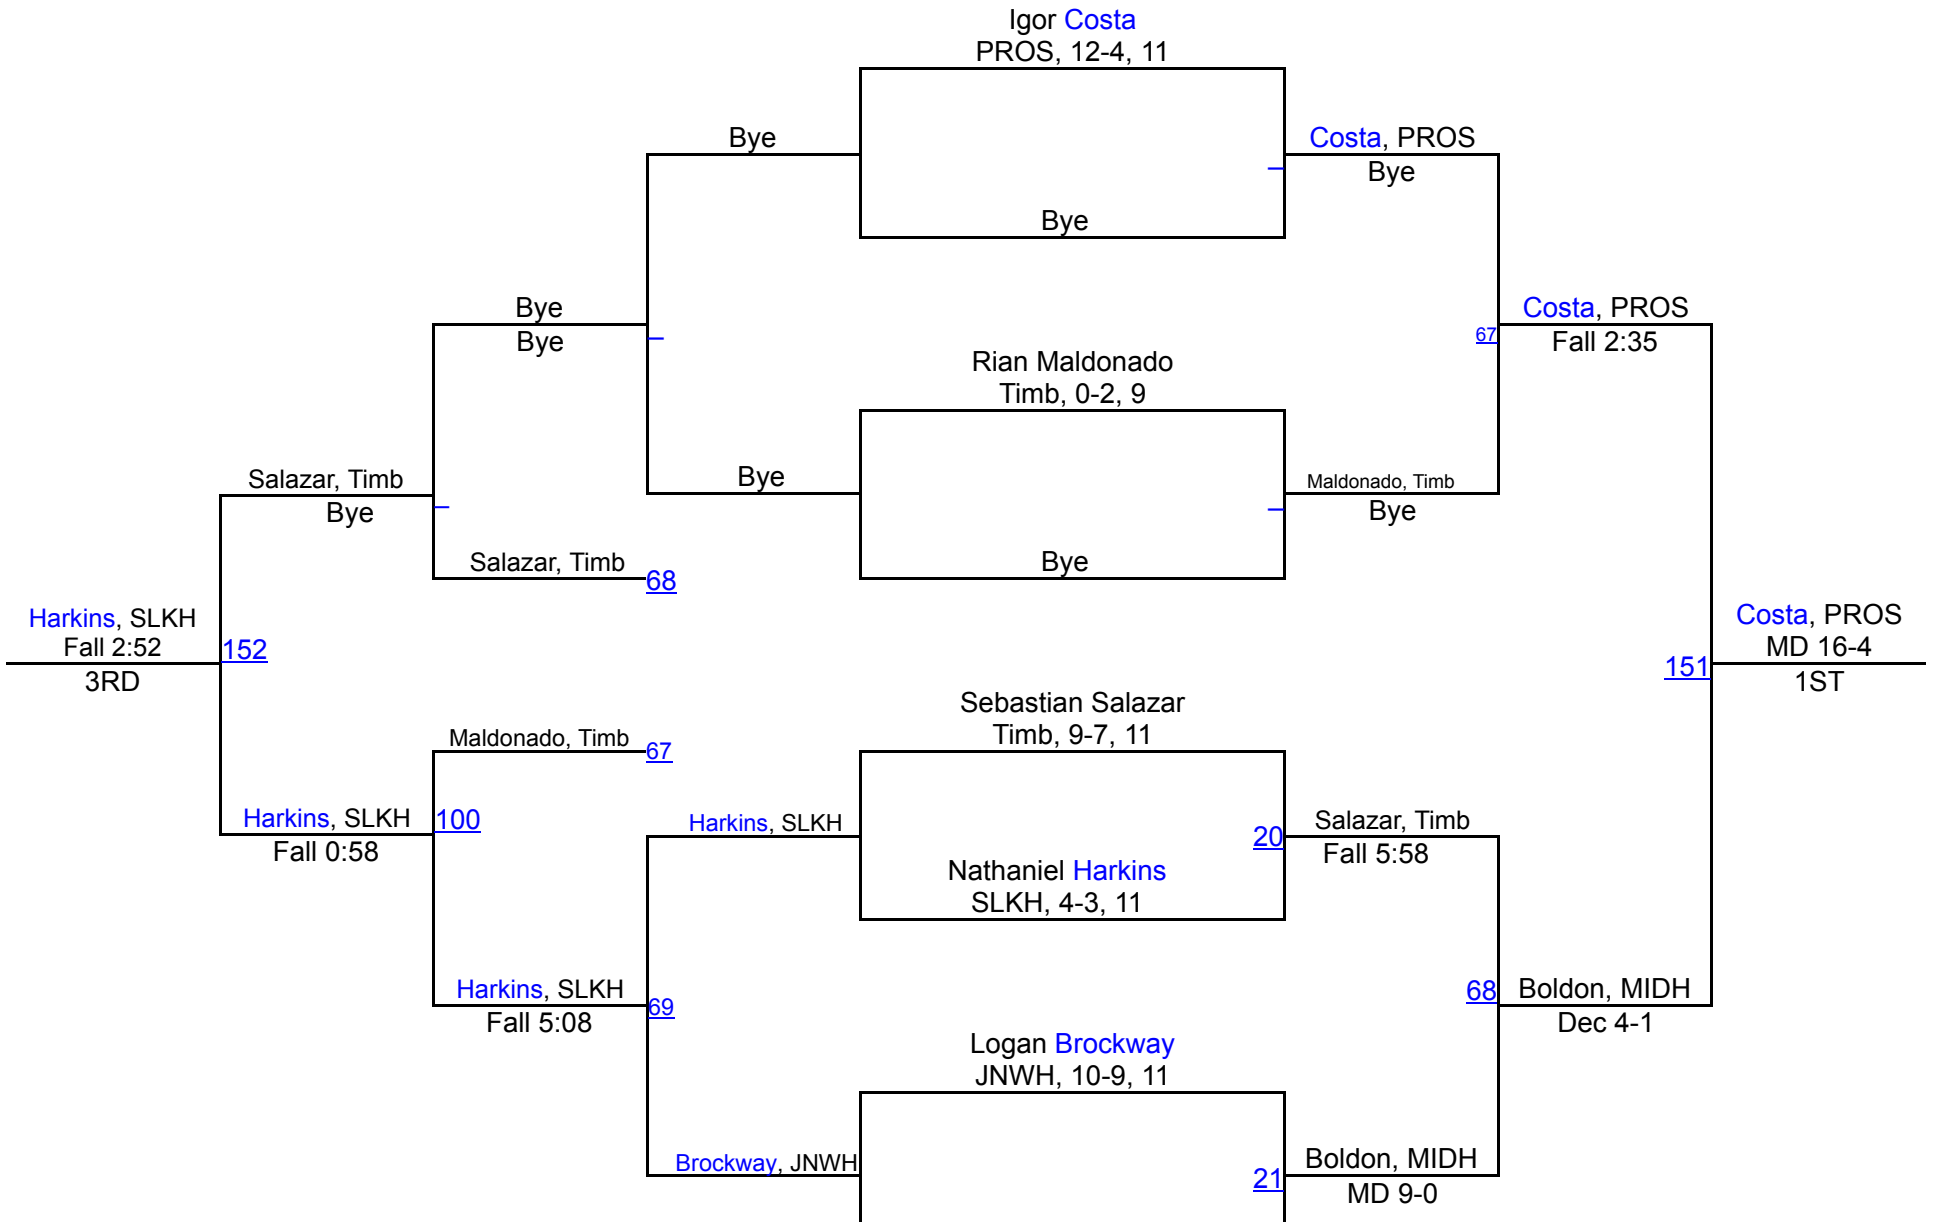 Igor Costa
PROS, 12-4, 11
Bye
Costa, PROS
Bye
Bye
Bye
Bye
Costa, PROS
67
Fall 2:35
Rian Maldonado
Timb, 0-2, 9
Salazar, Timb
Bye
Bye
Maldonado, Timb
Bye
Salazar, Timb
68
Bye
Harkins, SLKH
Fall 2:52
152
3RD
Costa, PROS
MD 16-4
151
1ST
Sebastian Salazar
Timb, 9-7, 11
Maldonado, Timb
67
Harkins, SLKH
100
Fall 0:58
Harkins, SLKH
20
Salazar, Timb
Fall 5:58
Nathaniel Harkins
SLKH, 4-3, 11
Harkins, SLKH
69
Fall 5:08
68
Boldon, MIDH
Dec 4-1
Logan Brockway
JNWH, 10-9, 11
Brockway, JNWH
21
Boldon, MIDH
MD 9-0